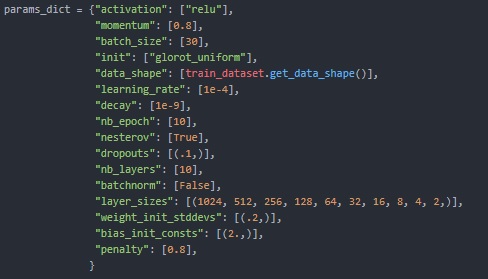 params_dict = {"activation": ["relu"],
"momentum": [0.8],
"batch_size": [30],
"init": ["glorot_uniform"],
"data_shape": [train_dataset.get_data_shape()],
"learning_rate": [1e-4],
"decay": [1e-9],
"nb_epoch": [10],
"nesterov": [True],
"dropouts": [(.1,)],
"nb_layers": [10],
"batchnorm": [False],
"layer_sizes": [(1024, 512, 256, 128, 64, 32, 16, 8, 4, 2,)],
"weight_init_stddevs": [(.2,)],
"bias_init_consts": [(2.,)],
"penalty": [0.8],
}